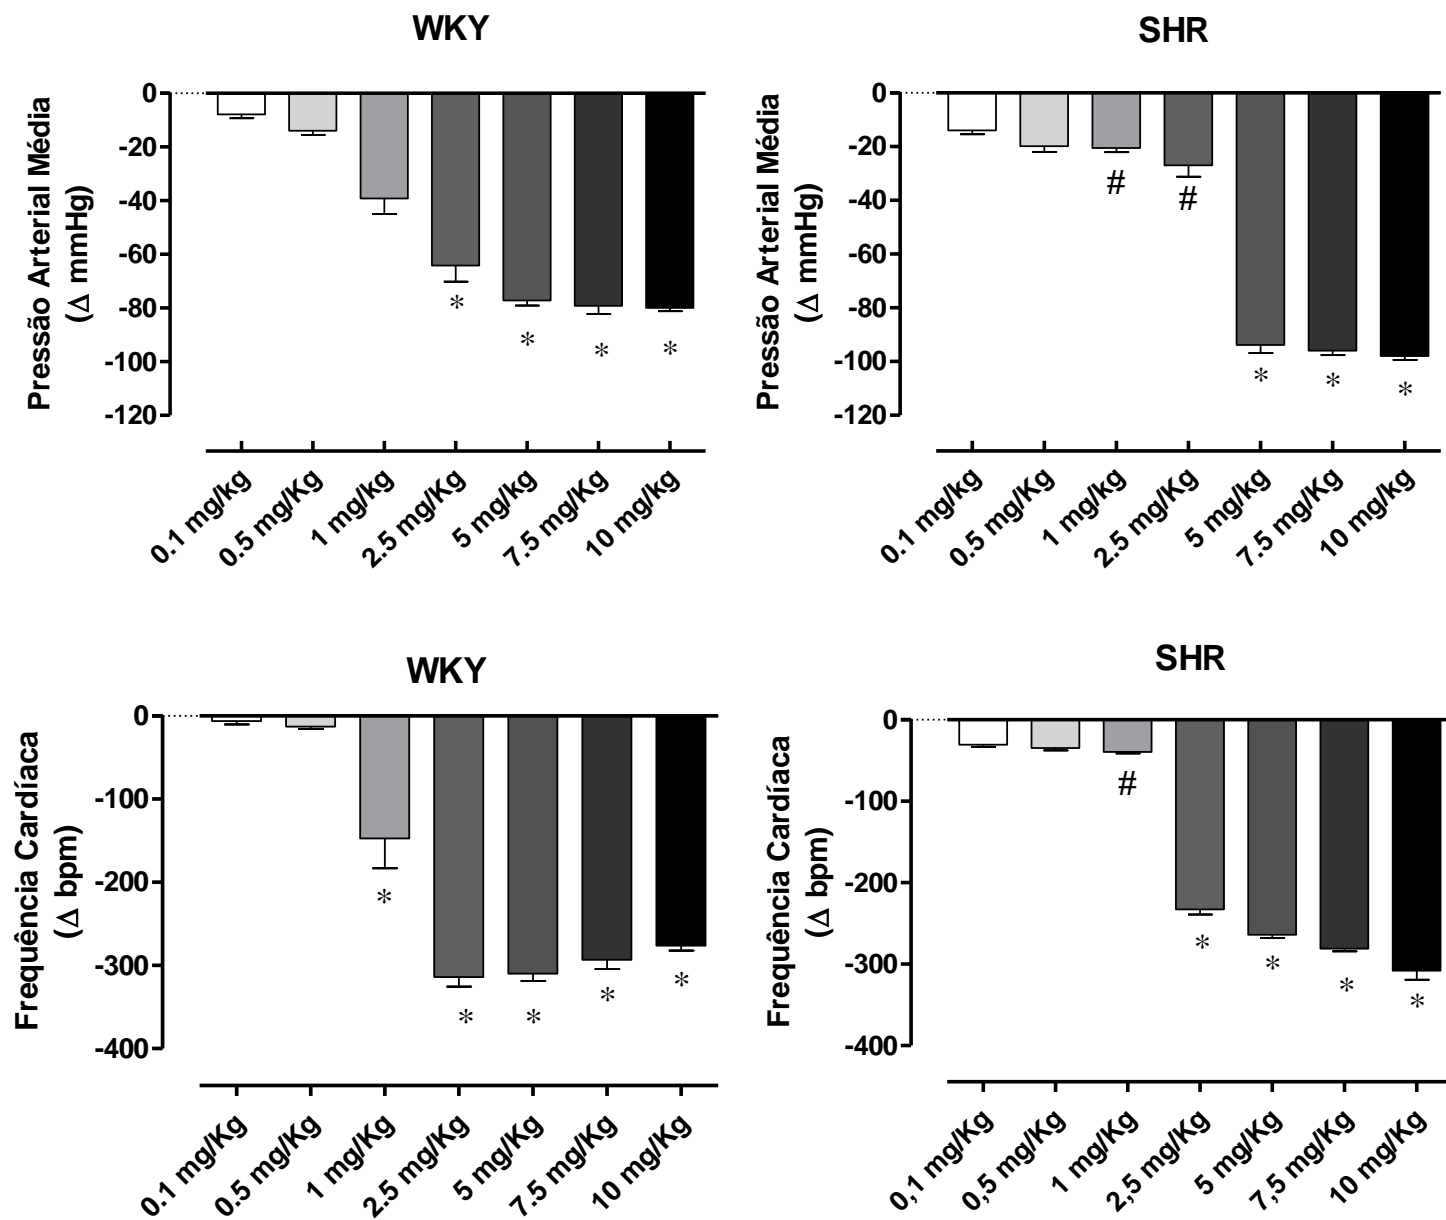 WKY
Pressão Arterial Média
(Δ mmHg)
0
-20
-40
-60
-80
-100
-120
*
*
*
*
0.1 mg/kg
0.5 mg/Kg
1 mg/kg
2.5 mg/Kg
5 mg/kg
7.5 mg/Kg
10 mg/kg
SHR
Pressão Arterial Média
(Δ mmHg)
0
-20
-40
-60
-80
-100
-120
#
#
*
*
*
0.1 mg/kg
0.5 mg/Kg
1 mg/kg
2.5 mg/Kg
5 mg/kg
7.5 mg/Kg
10 mg/kg
WKY
Frequência Cardíaca
(Δ bpm)
0
-100
-200
-300
-400
*
*
*
*
*
0.1 mg/Kg
0.5 mg/Kg
1 mg/Kg
2.5 mg/Kg
5 mg/Kg
7.5 mg/Kg
10 mg/Kg
SHR
Frequência Cardíaca
(Δ bpm)
0
-100
-200
-300
-400
#
*
*
*
*
0,1 mg/Kg
0,5 mg/Kg
1 mg/Kg
2,5 mg/Kg
5 mg/Kg
7,5 mg/Kg
10 mg/Kg